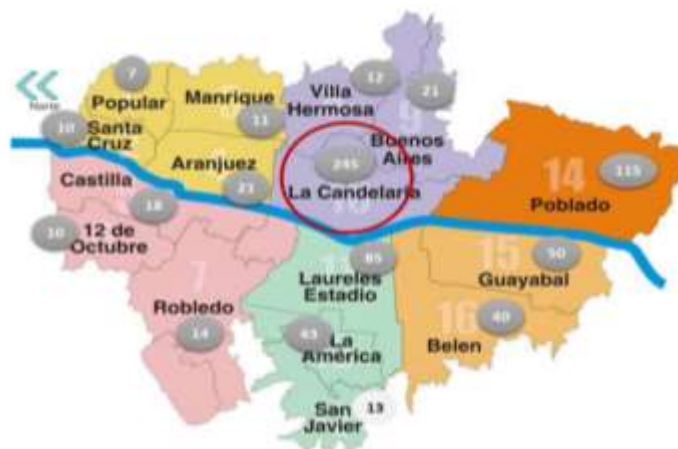 7
12
Villa
Hermosa
21
Norte
Popular
Manrique
11
10
Santa
Cruz
Buenos
Aires
245
La Candelaria
14
115
Poblado
Aranjuez
21
Castilla
18
10
12 de
Octubre
7
Robledo
14
85
Laureles
Estadio
15
50
Guayabal
43
La
América
16
40
Belen
San
Javier
13